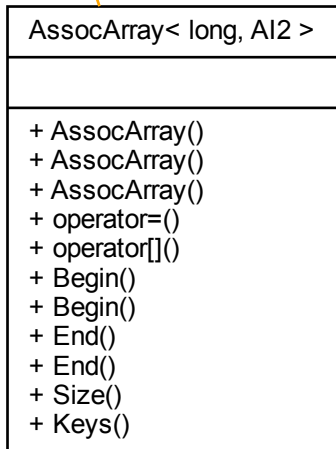 AssocArray< long, AI2 >
+ AssocArray()
+ AssocArray()
+ AssocArray()
+ operator=()
+ operator[]()
+ Begin()
+ Begin()
+ End()
+ End()
+ Size()
+ Keys()